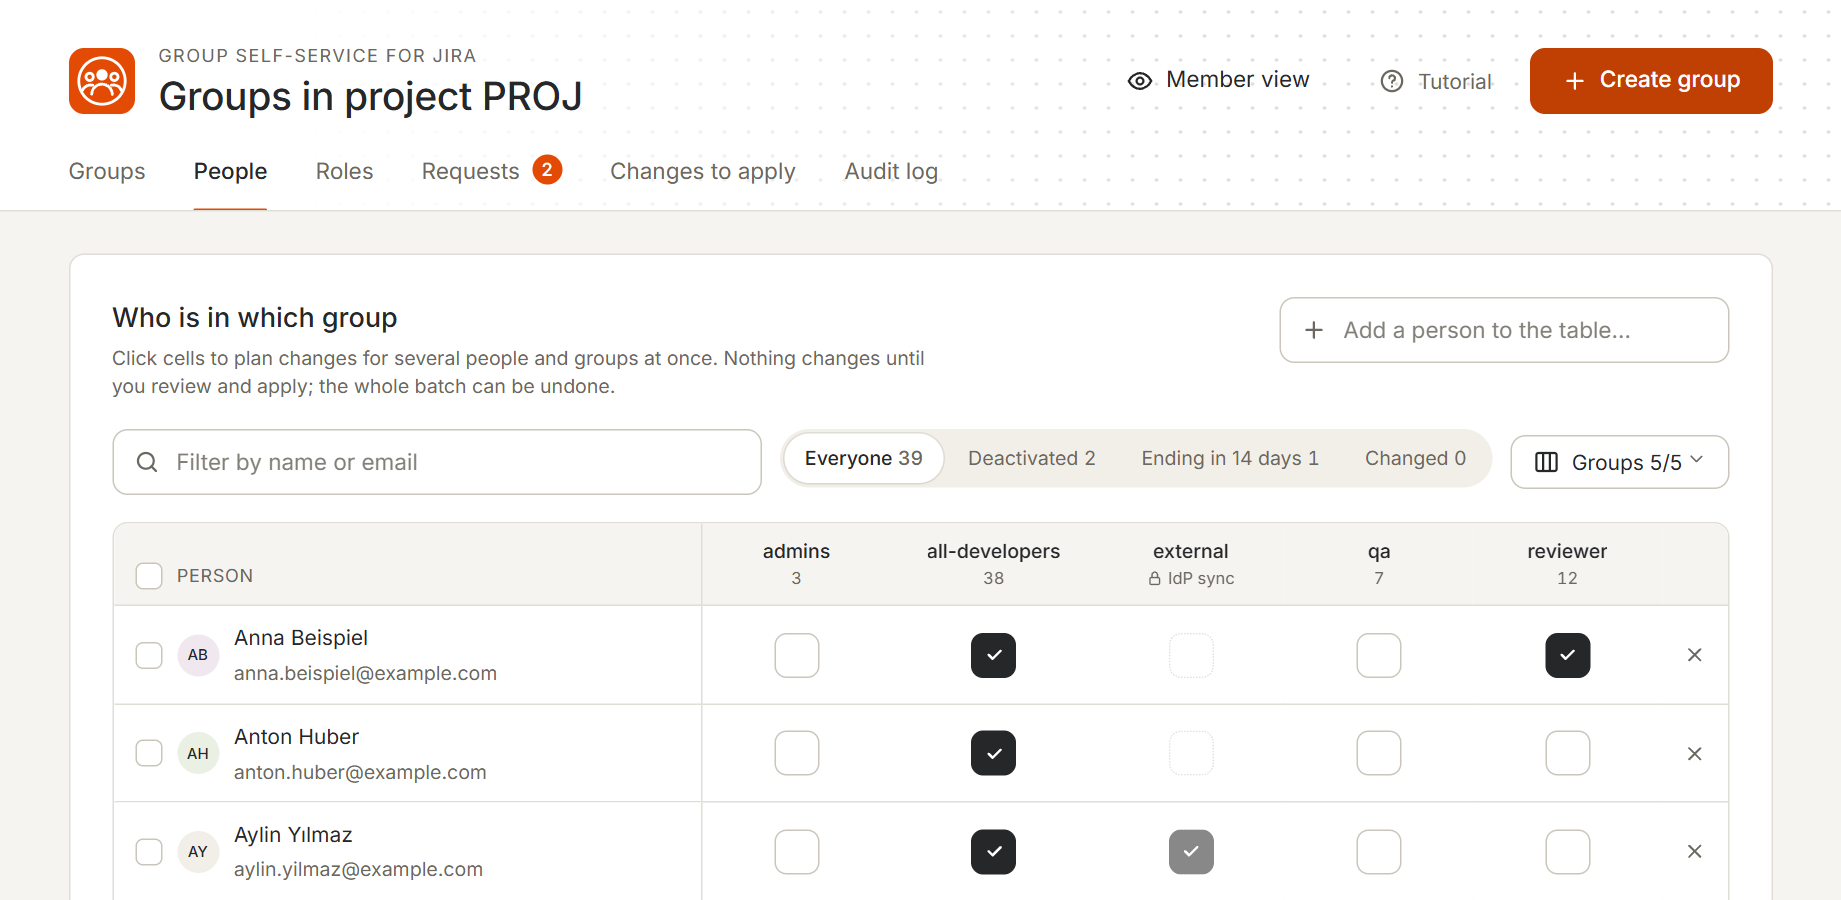 GROUP SELF-SERVICE FOR JIRA
Groups in project PROJ
Member view
Tutorial
Create group
Groups
People
Roles
Requests 2
Changes to apply
Audit log
Who is in which group
Click cells to plan changes for several people and groups at once. Nothing changes until
you review and apply; the whole batch can be undone.
Add a person to the table...
Filter by name or email
Everyone 39
Deactivated 2
Ending in 14 days 1
Changed 0
Groups 5/5
PERSON
admins
3
all-developers
38
external
IdP sync
qa
7
reviewer
12
AB
Anna Beispiel
anna.beispiel@example.com
AH
Anton Huber
anton.huber@example.com
AY
Aylin Yılmaz
aylin.yilmaz@example.com